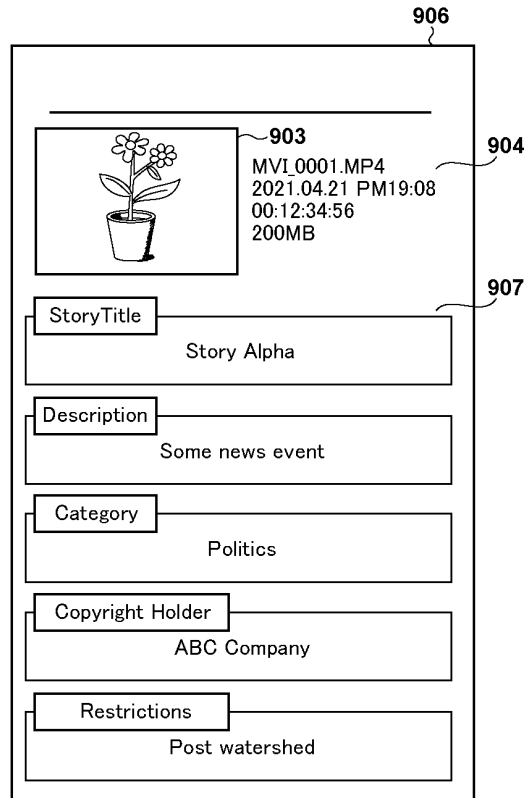 906
903
904
MVI_0001.MP4
2021.04.21 PM19:08
00:12:34:56
200MB
907
StoryTitle
Story Alpha
Description
Some news event
Category
Politics
Copyright Holder
ABC Company
Restrictions
Post watershed